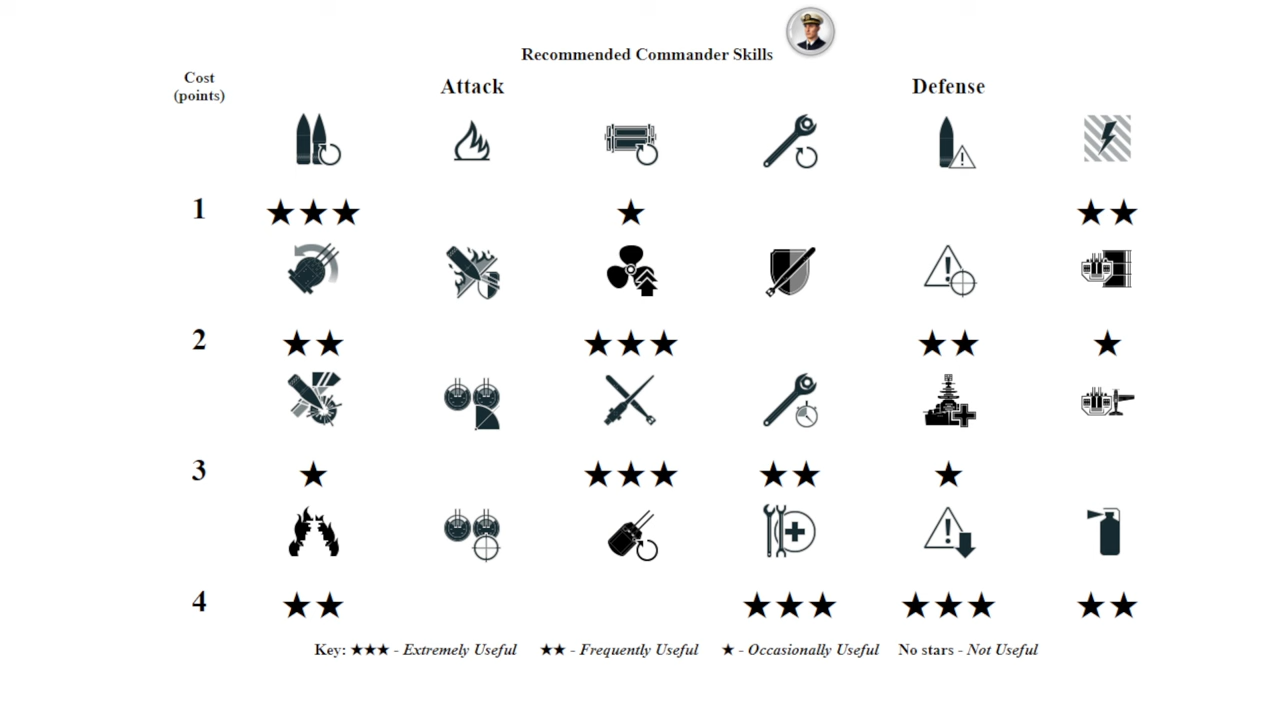 Recommended Commander Skills
Cost
(points)
Attack
Defense
1
★★★ ★ ★★
2
★★ ★★★ ★★ ★
3
★ ★★★ ★★ ★
4
★★ ★★★ ★★★ ★★
Key: ★★★ - Extremely Useful ★★ - Frequently Useful ★ - Occasionally Useful No stars - Not Useful